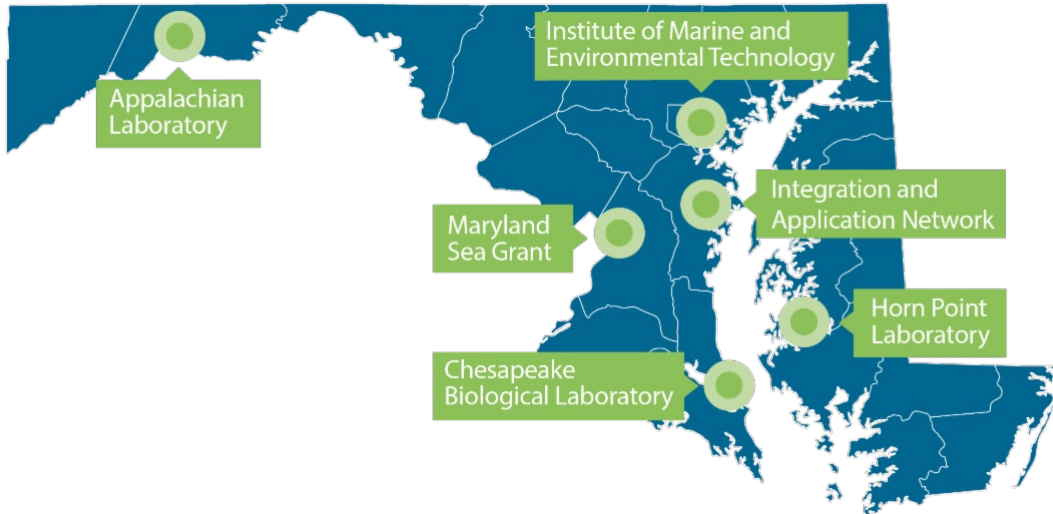 Institute of Marine and
Environmental Technology
Appalachian
Laboratory
Integration and
Application Network
Maryland
Sea Grant
Horn Point
Laboratory
Chesapeake
Biological Laboratory